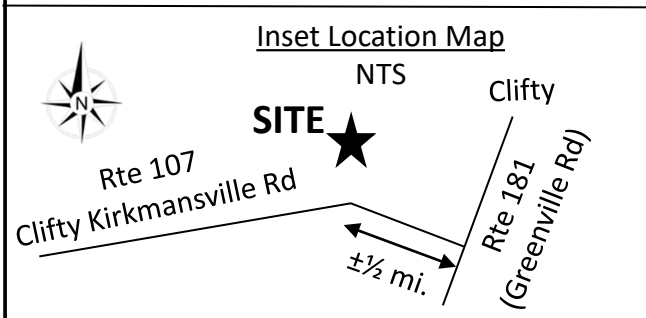 Inset Location Map
NTS
N
Clifty
SITE
Rte 107
Clifty Kirkmansville Rd
Rte 181
(Greenville Rd)
±½ mi.